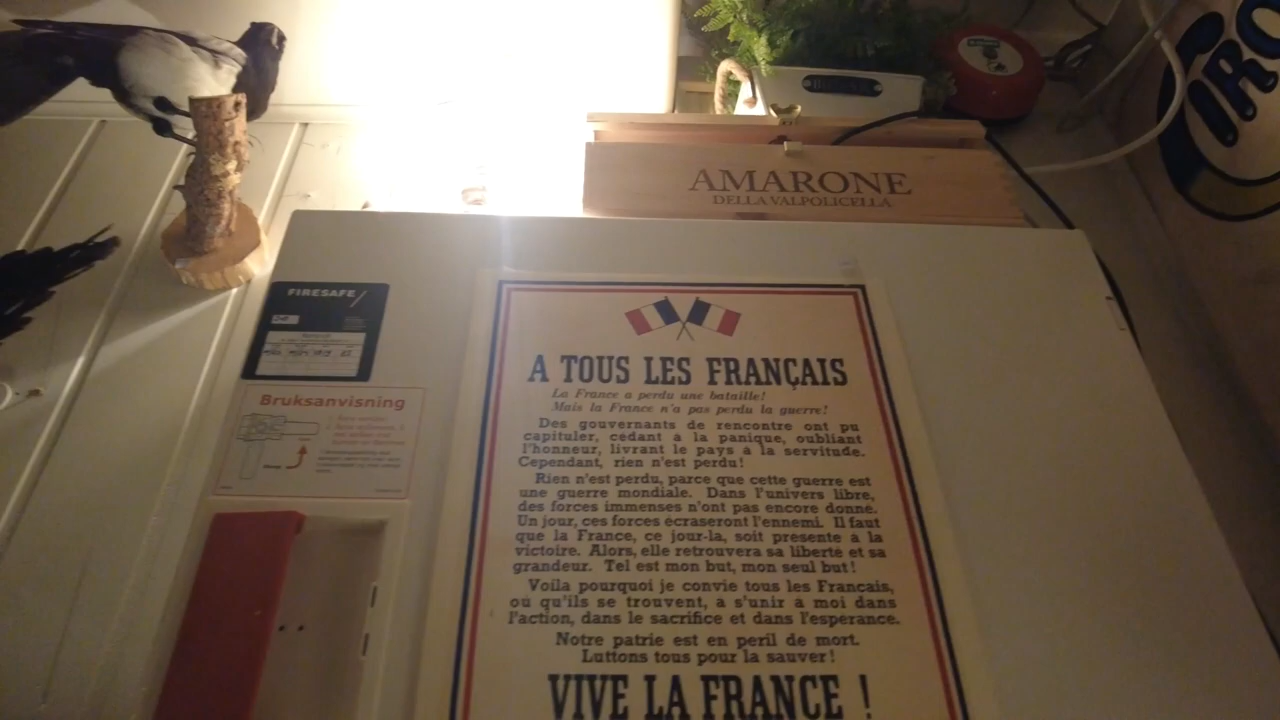 AMARONE
DELLA VALPOLICELLA
FIRESAFE
Bruksanvisning
A TOUS LES FRANÇAIS
La France a perdu une bataille!
Mais la France n'a pas perdu la guerre!
Des gouvernants de rencontre ont pu
capituler, cédant à la panique, oubliant
l'honneur, livrant le pays à la servitude.
Cependant, rien n'est perdu!
Rien n'est perdu, parce que cette guerre est
une guerre mondiale. Dans l'univers libre,
des forces immenses n'ont pas encore donné.
Un jour, ces forces écraseront l'ennemi. Il faut
que la France, ce jour-la, soit présente à la
victoire. Alors, elle retrouvera sa liberté et sa
grandeur. Tel est mon but, mon seul but!
Voilà pourquoi je convie tous les Francais,
où qu'ils se trouvent, à s'unir à moi dans
l'action, dans le sacrifice et dans l'espérance.
Notre patrie est en péril de mort.
Luttons tous pour la sauver!
VIVE LA FRANCE !